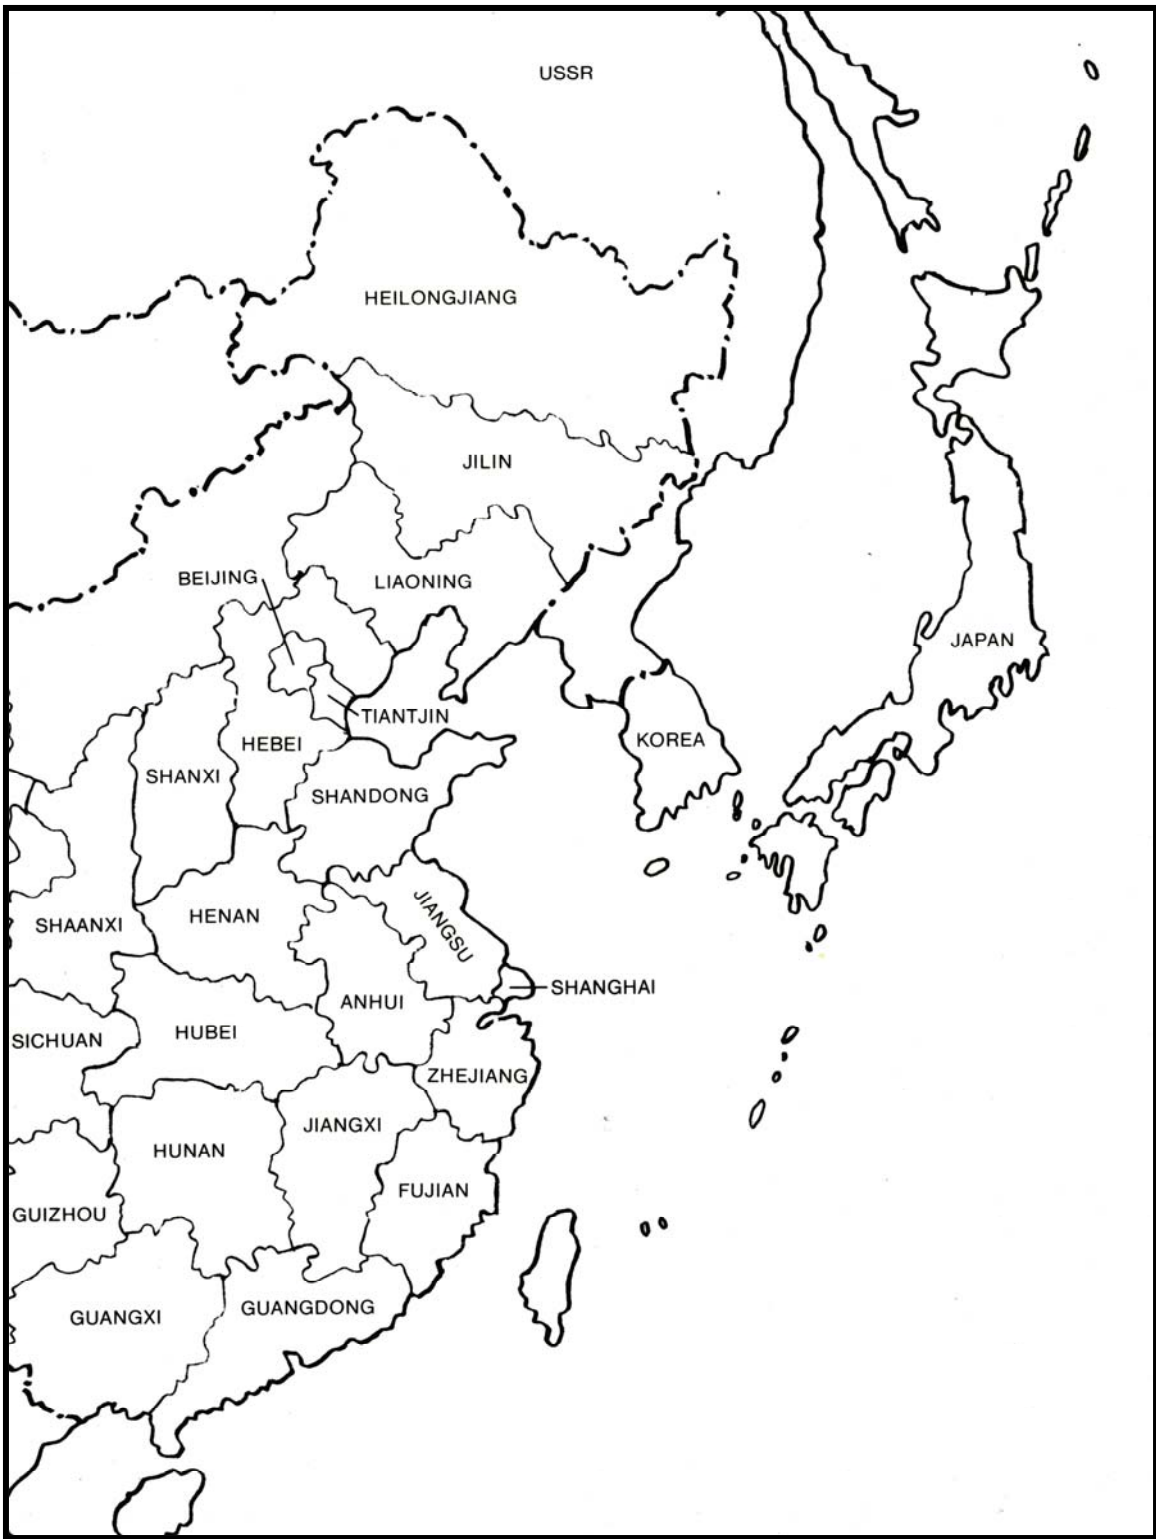 USSR
HEILONGJIANG
JILIN
BEIJING
LIAONING
JAPAN
TIANTJIN
HEBEI
KOREA
SHANXI
SHANDONG
JIANGSU
HENAN
SHAANXI
SHANGHAI
ANHUI
HUBEI
SICHUAN
ZHEJIANG
JIANGXI
HUNAN
FUJIAN
GUIZHOU
GUANGDONG
GUANGXI